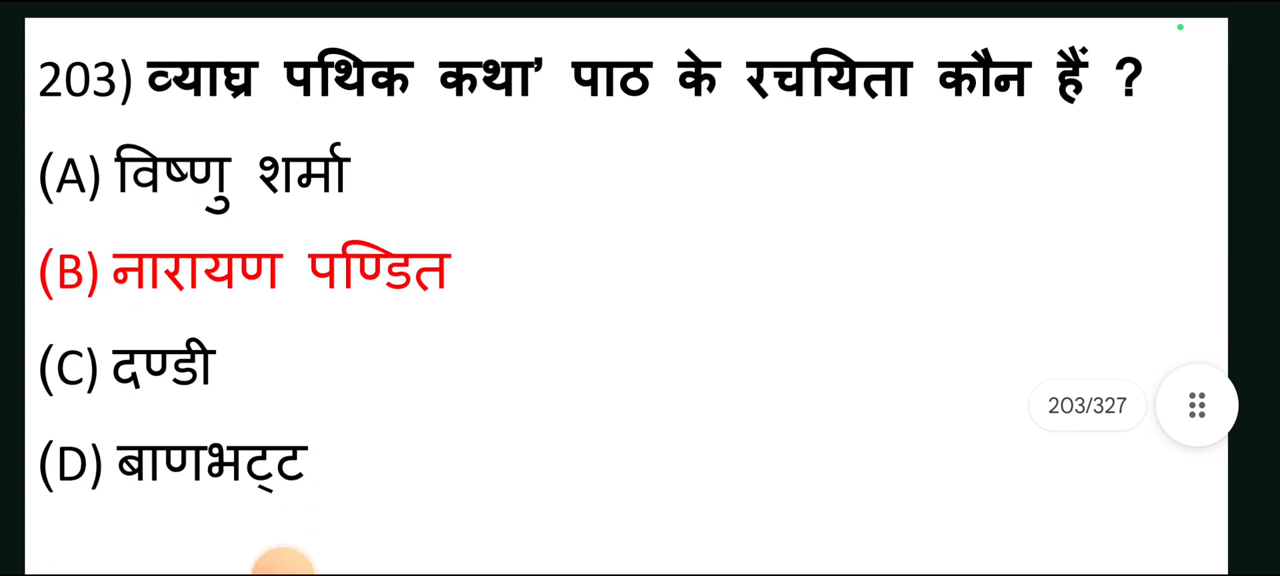 203) व्याघ्र पथिक कथा’ पाठ के रचयिता कौन हैं ?
(A) विष्णु शर्मा
(B) नारायण पण्डित
(C) दण्डी
203/327
(D) बाणभट्ट